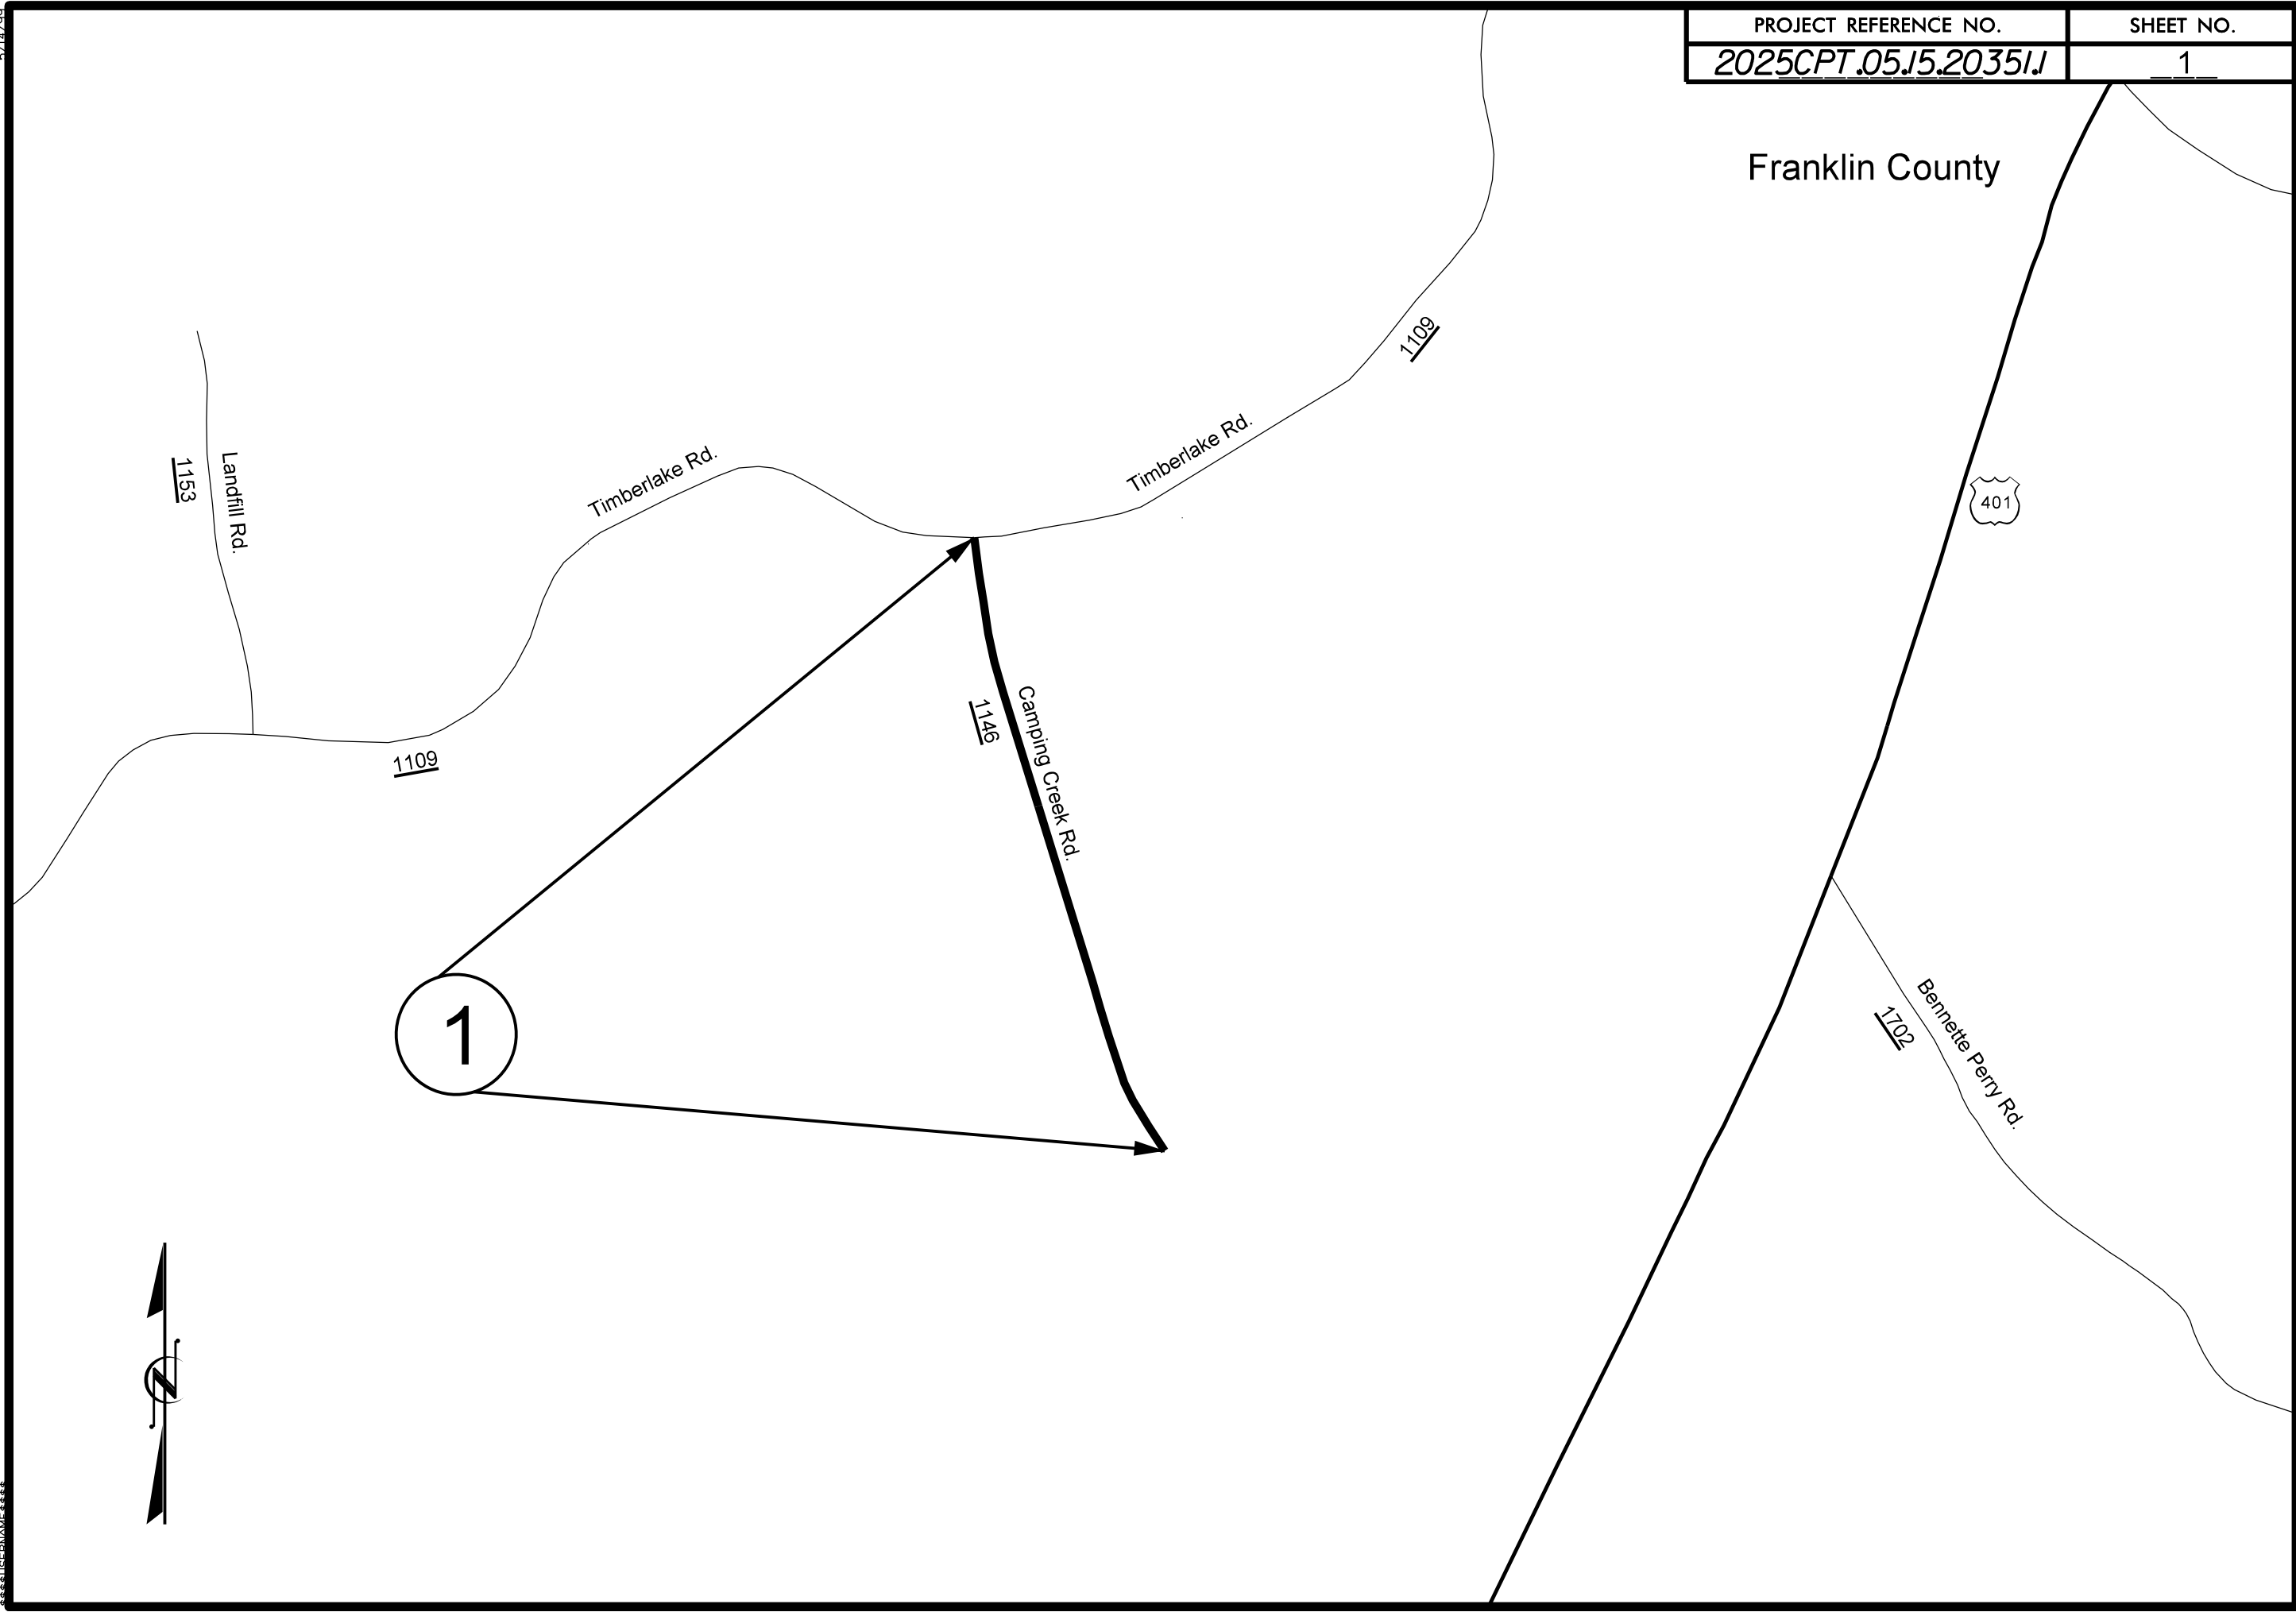 PROJECT REFERENCE NO.
SHEET NO.
2025CPT.05.15.20351.1
1
Franklin County
1109
Timberlake Rd.
Timberlake Rd.
1153
Landfill Rd.
401
1146
Camping Creek Rd.
1109
1
Bennette Perry Rd.
1702
N